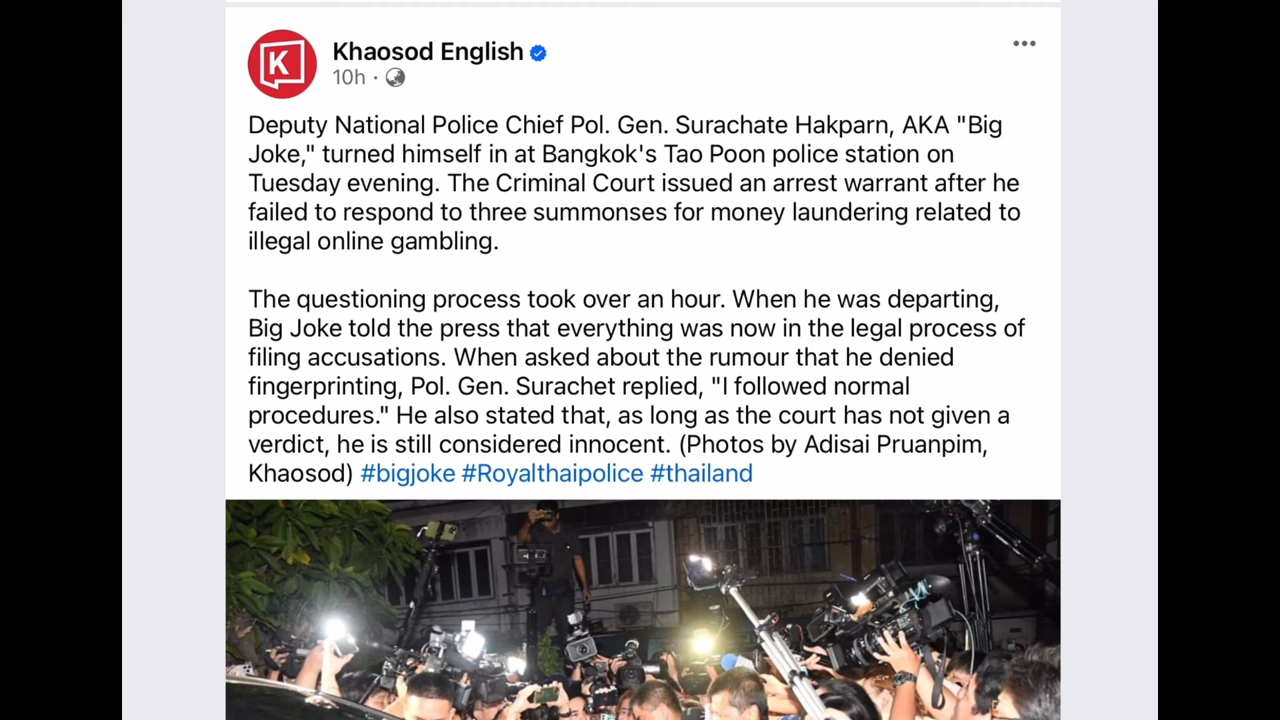 K
Khaosod English
10h ·
Deputy National Police Chief Pol. Gen. Surachate Hakparn, AKA "Big
Joke," turned himself in at Bangkok's Tao Poon police station on
Tuesday evening. The Criminal Court issued an arrest warrant after he
failed to respond to three summonses for money laundering related to
illegal online gambling.
The questioning process took over an hour. When he was departing,
Big Joke told the press that everything was now in the legal process of
filing accusations. When asked about the rumour that he denied
fingerprinting, Pol. Gen. Surachet replied, "I followed normal
procedures." He also stated that, as long as the court has not given a
verdict, he is still considered innocent. (Photos by Adisai Pruanpim,
Khaosod) #bigjoke #Royalthaipolice #thailand